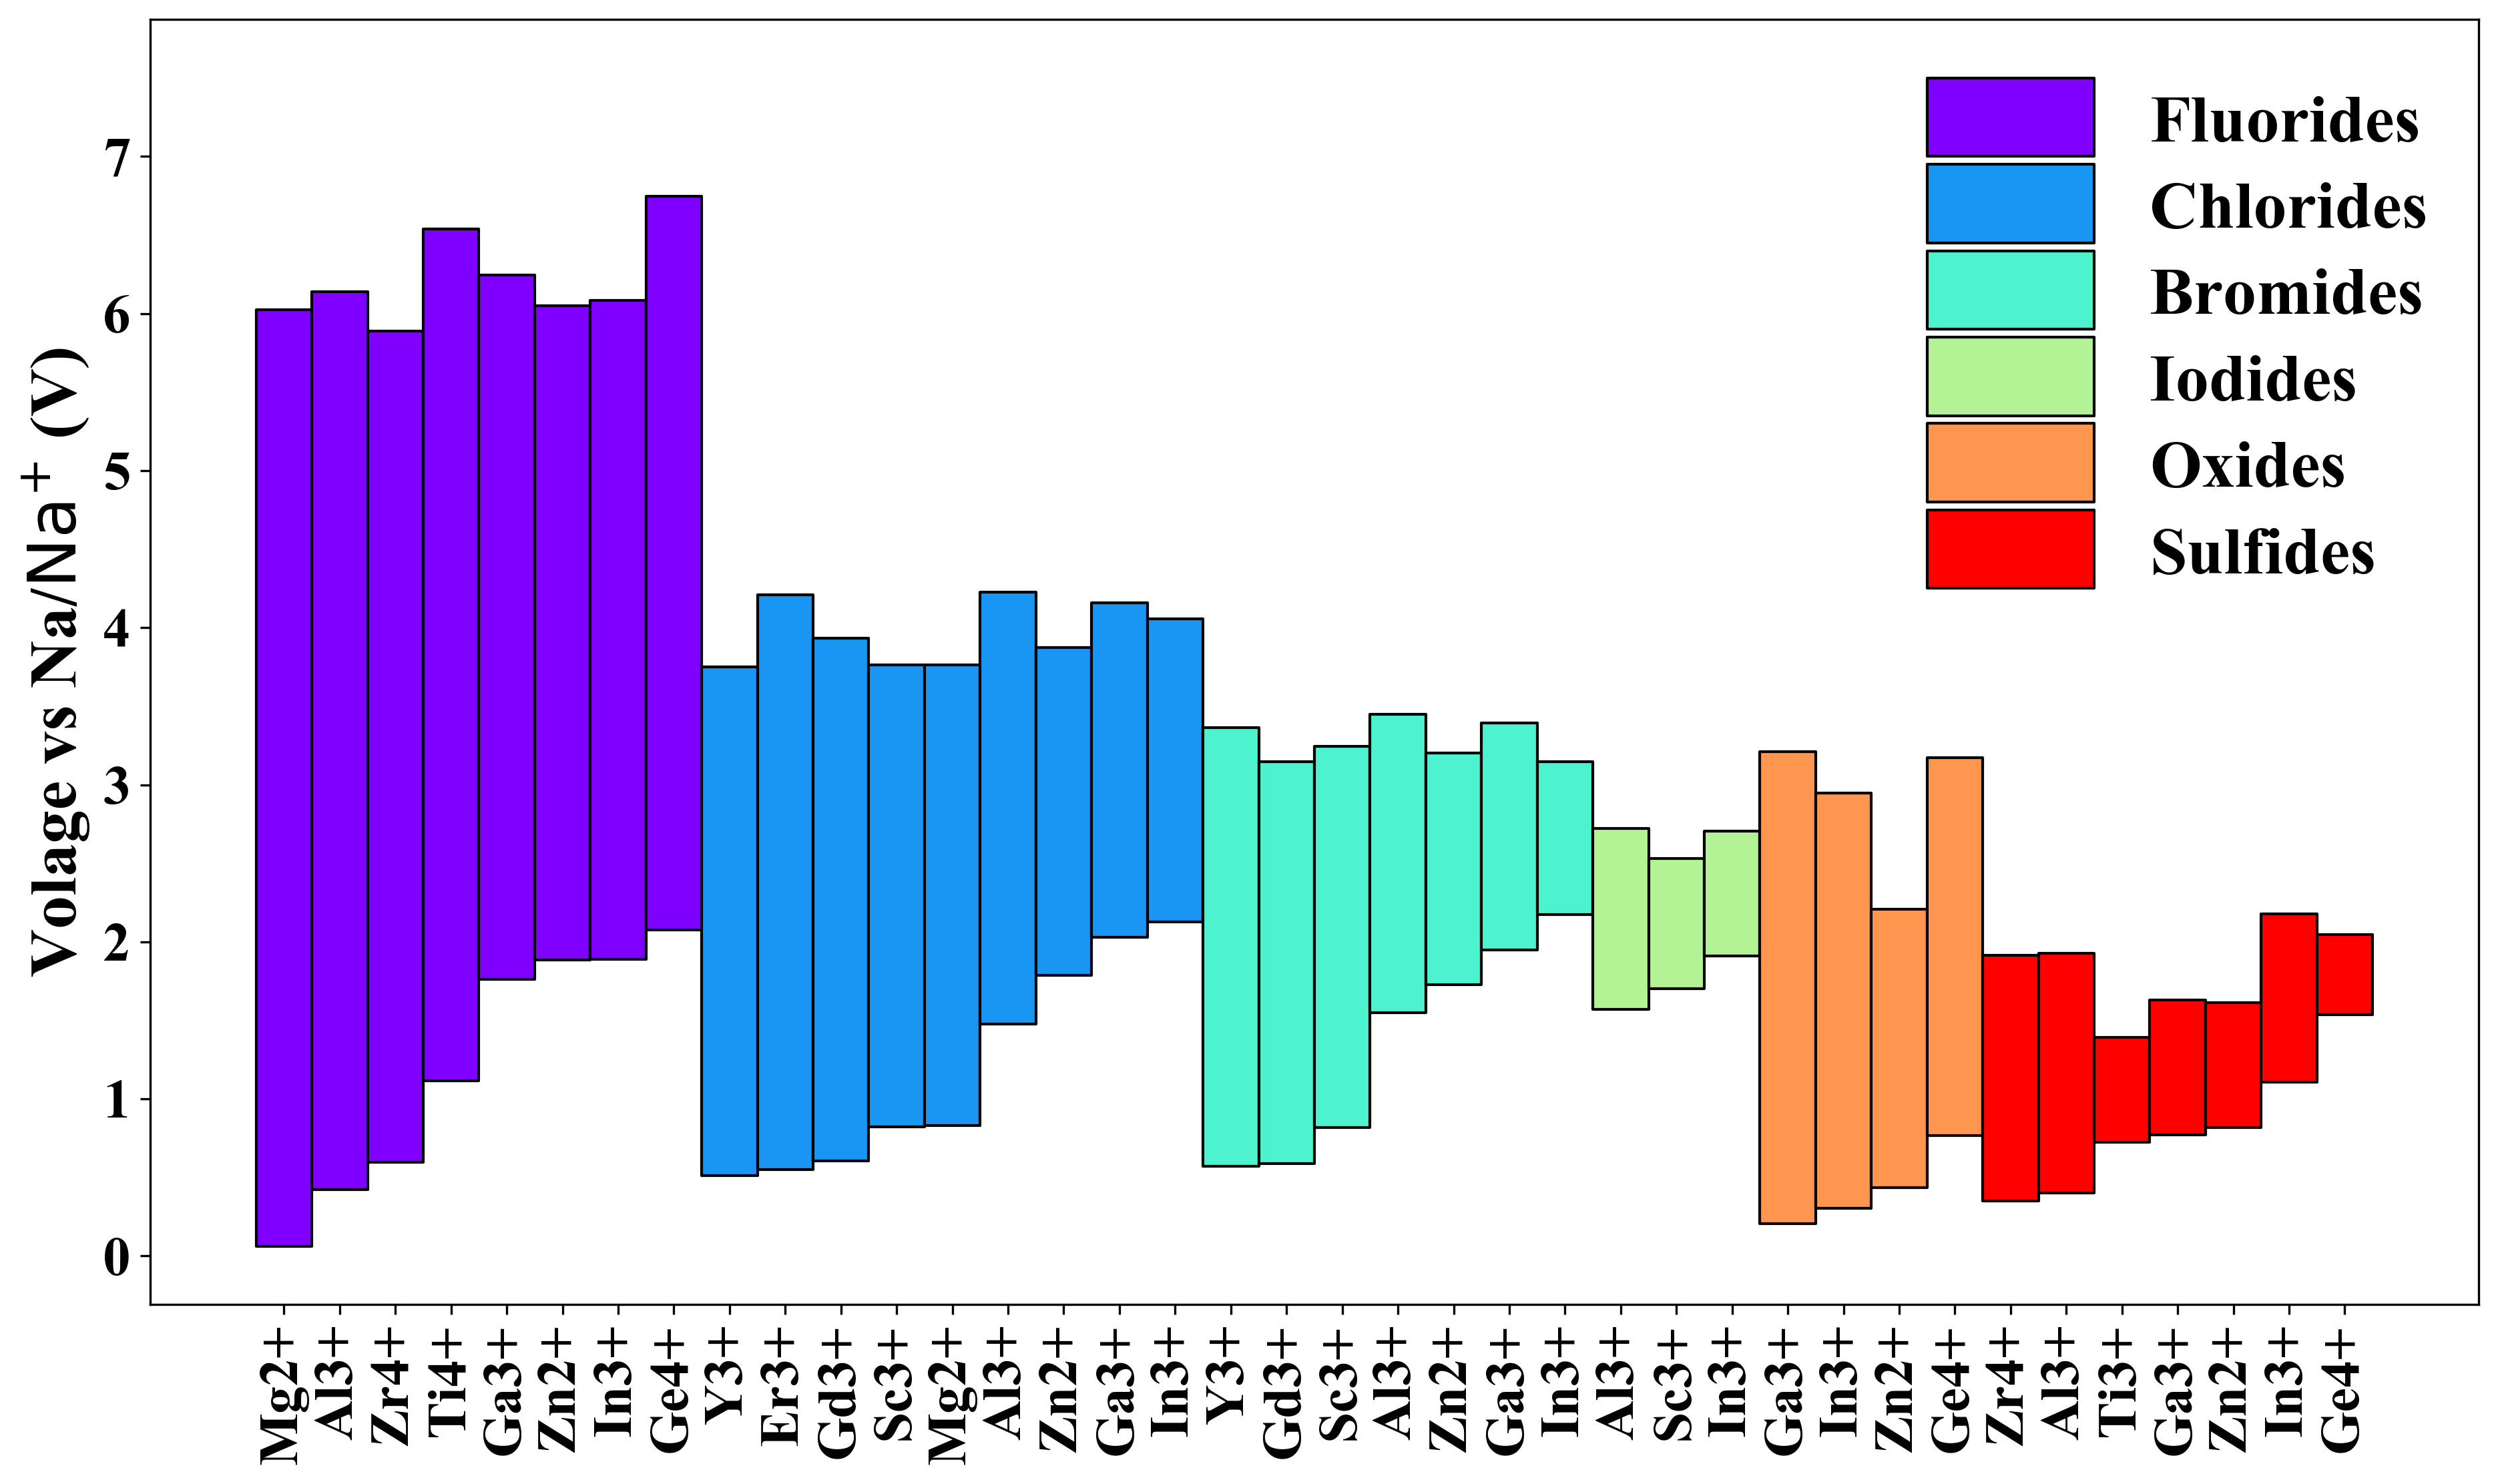 Volage vs Na/Na⁺ (V)
7
6
5
4
3
2
1
0
Fluorides
Chlorides
Bromides
Iodides
Oxides
Sulfides
Mg2+
Al3+
Zr4+
Ti4+
Ga3+
Zn2+
In3+
Ge4+
Y3+
Er3+
Gd3+
Sc3+
Mg2+
Al3+
Zn2+
Ga3+
In3+
Y3+
Gd3+
Sc3+
Al3+
Zn2+
Ga3+
In3+
Al3+
Sc3+
In3+
Ga3+
In3+
Zn2+
Ge4+
Zr4+
Al3+
Ti3+
Ga3+
Zn2+
In3+
Ge4+